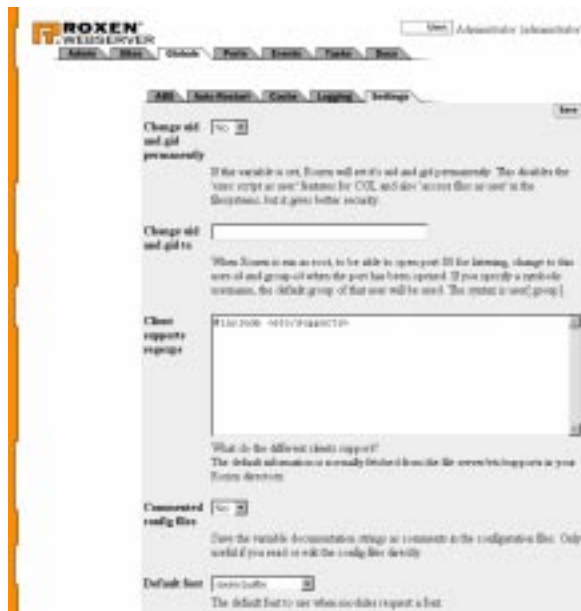 ROXEN
WEBSERVER
User: Administrator (administrator)
Admin Sites Globals Ports Events Tasks Docs
ABS Auto-Restart Cache Logging Settings
Save
Change uid No
and gid
permanently
If this variable is set, Roxen will set it's uid and gid permanently. This disables the
'exec script as user' features for CGI, and also 'access files as user' in the
filesystems, but it gives better security.
Change uid
and gid to
When Roxen is run as root, to be able to open port 80 for listening, change to this
user-id and group-id when the port has been opened. If you specify a symbolic
username, the default group of that user will be used. The syntax is user[:group].
Client #include <etc/supports>
supports
regexps
What do the different clients support?
The default information is normally fetched from the file server/etc/supports in your
Roxen directory.
Commented No
config files
Save the variable documentation strings as comments in the configuration files. Only
useful if you read or edit the config files directly.
Default font
The default font to use when modules request a font.